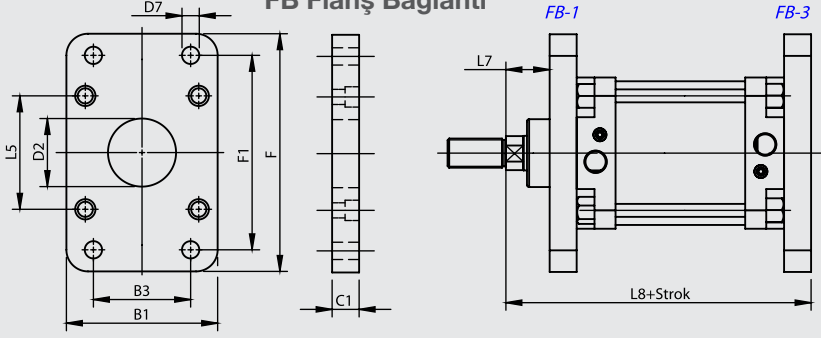 FB Flanş Bağlantı
D7
FB-1
FB-3
L7
L5
D2
F1
F
B3
B1
C1
L8+Strok